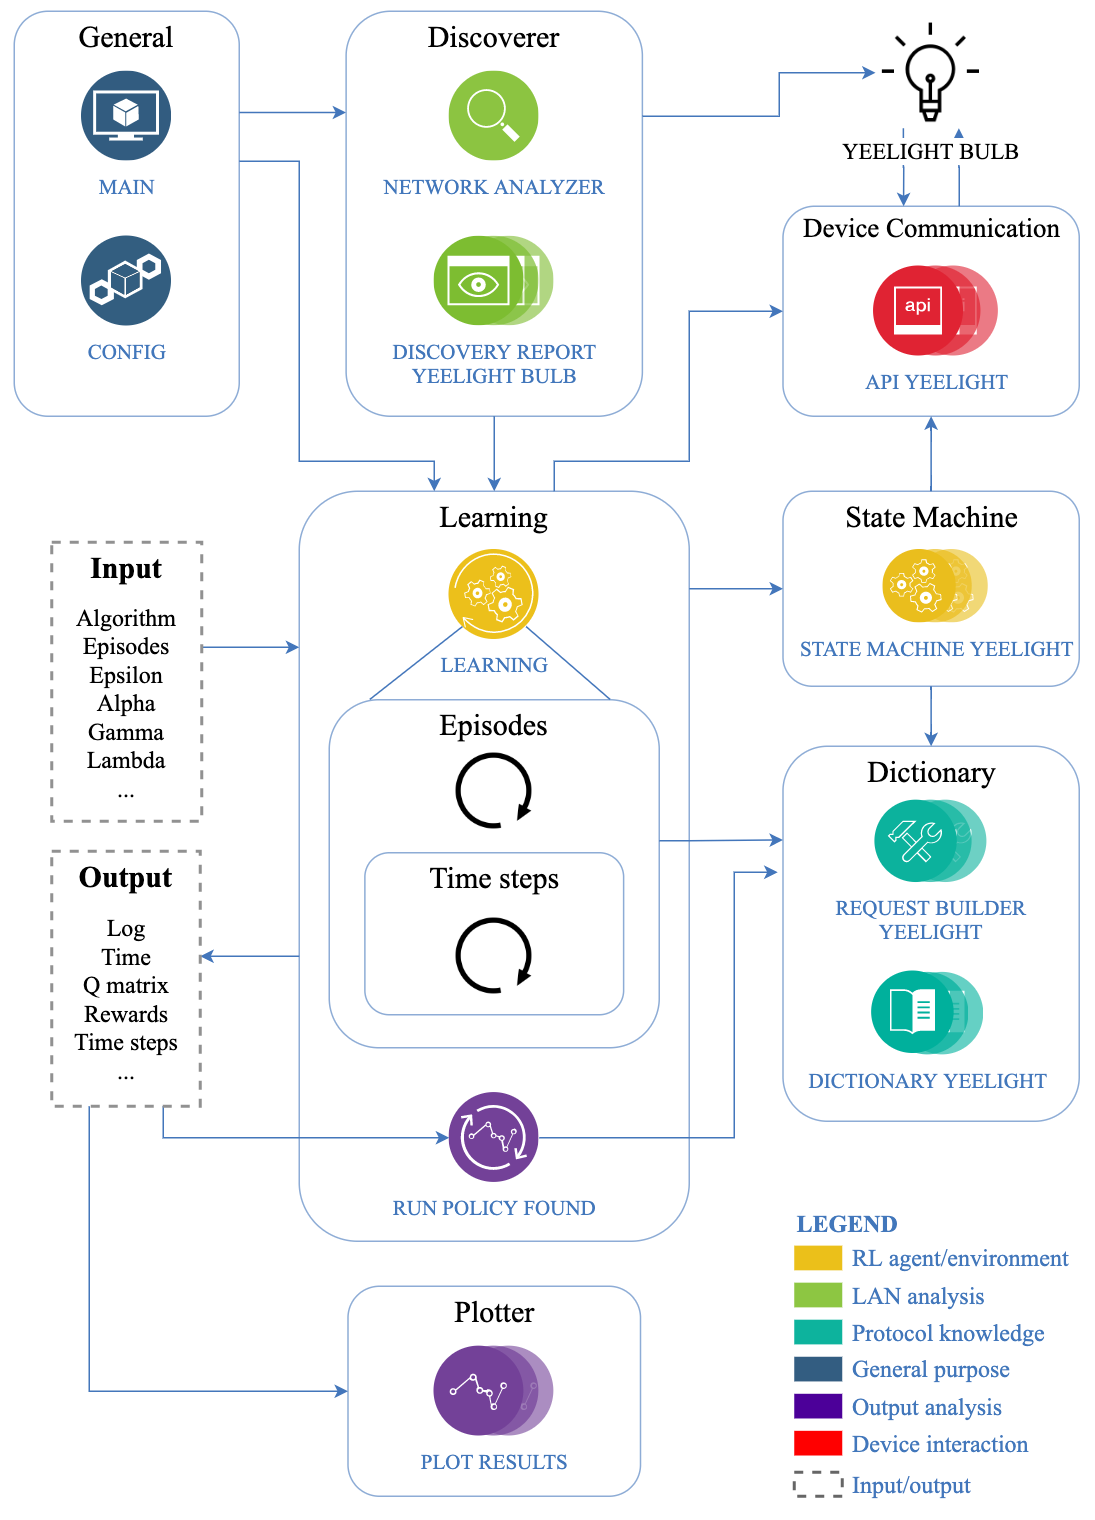 General
MAIN
CONFIG
Discoverer
NETWORK ANALYZER
DISCOVERY REPORT
YEELIGHT BULB
YEELIGHT BULB
Device Communication
api
API YEELIGHT
Input
Algorithm
Episodes
Epsilon
Alpha
Gamma
Lambda
...
Learning
LEARNING
Episodes
Time steps
RUN POLICY FOUND
State Machine
STATE MACHINE YEELIGHT
Dictionary
REQUEST BUILDER
YEELIGHT
DICTIONARY YEELIGHT
Output
Log
Time
Q matrix
Rewards
Time steps
...
Plotter
PLOT RESULTS
LEGEND
RL agent/environment
LAN analysis
Protocol knowledge
General purpose
Output analysis
Device interaction
Input/output